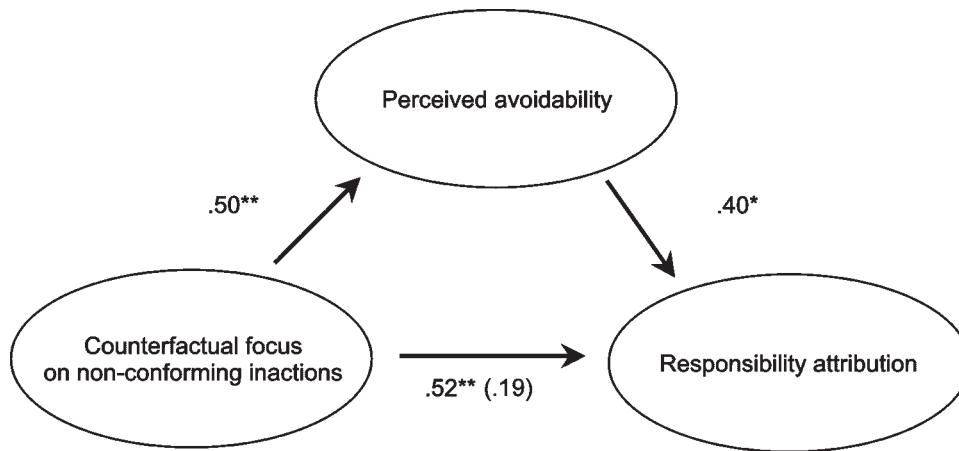 Perceived avoidability
.50**
.40*
Counterfactual focus
on non-conforming inactions
.52** (.19)
Responsibility attribution